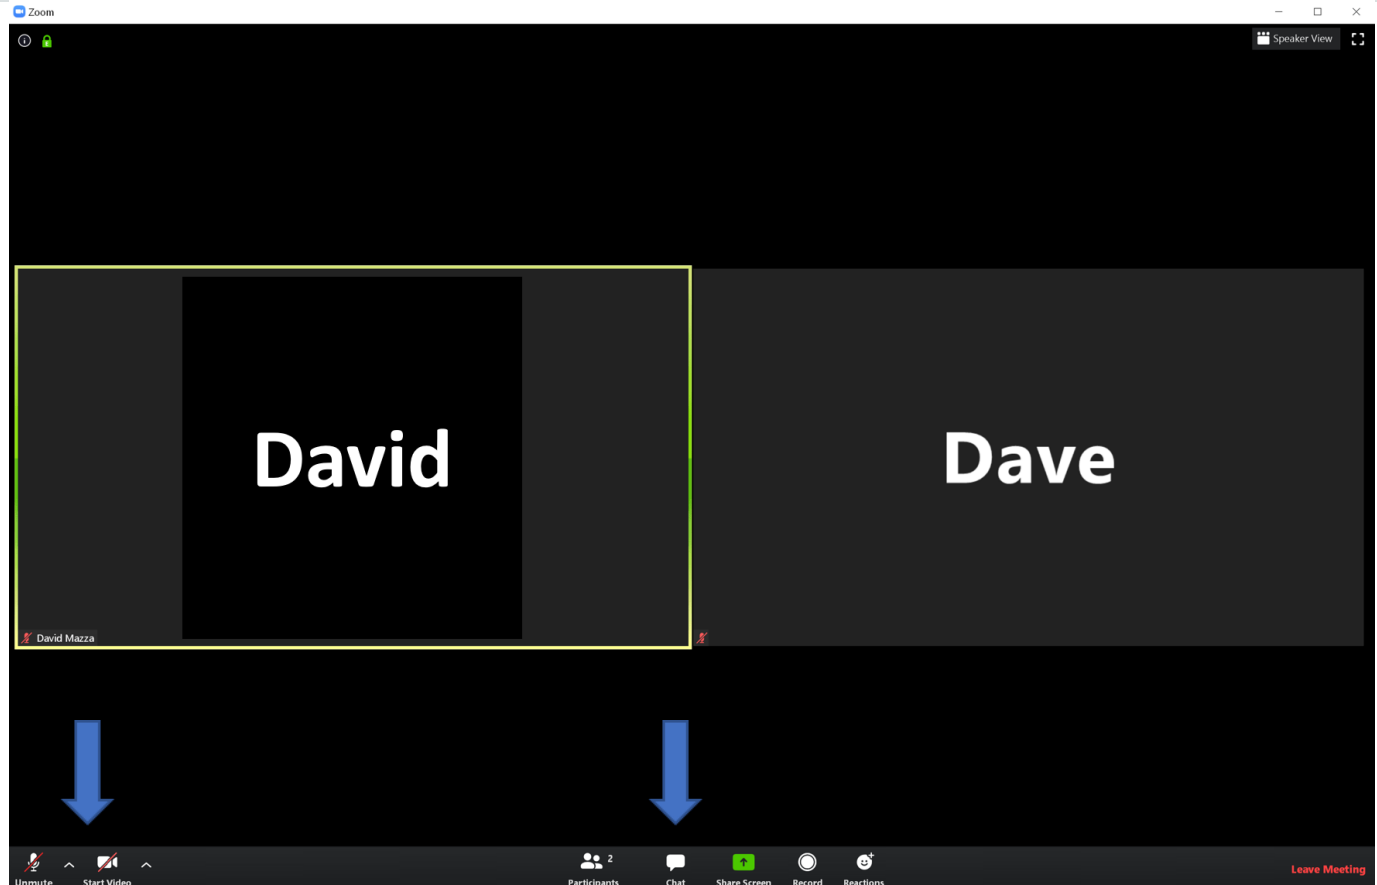 Zoom
Speaker View
David
Dave
David Mazza
2
Unmute
Start Video
Participants
Chat
Share Screen
Record
Reactions
Leave Meeting